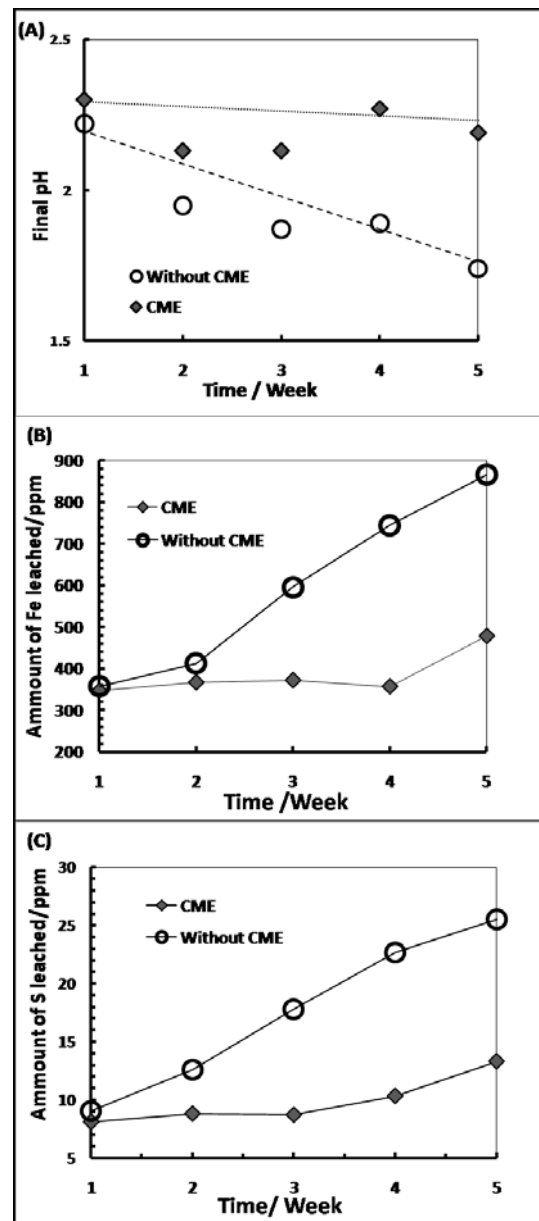 (A)
2.5
2
1.5
Final pH
Without CME
CME
1 2 3 4 5
Time / Week
(B)
900
800
700
600
500
400
300
200
Ammount of Fe leached/ppm
CME
Without CME
1 2 3 4 5
Time /Week
(C)
30
25
20
15
10
5
Ammount of S leached/ppm
CME
Without CME
1 2 3 4 5
Time/ Week